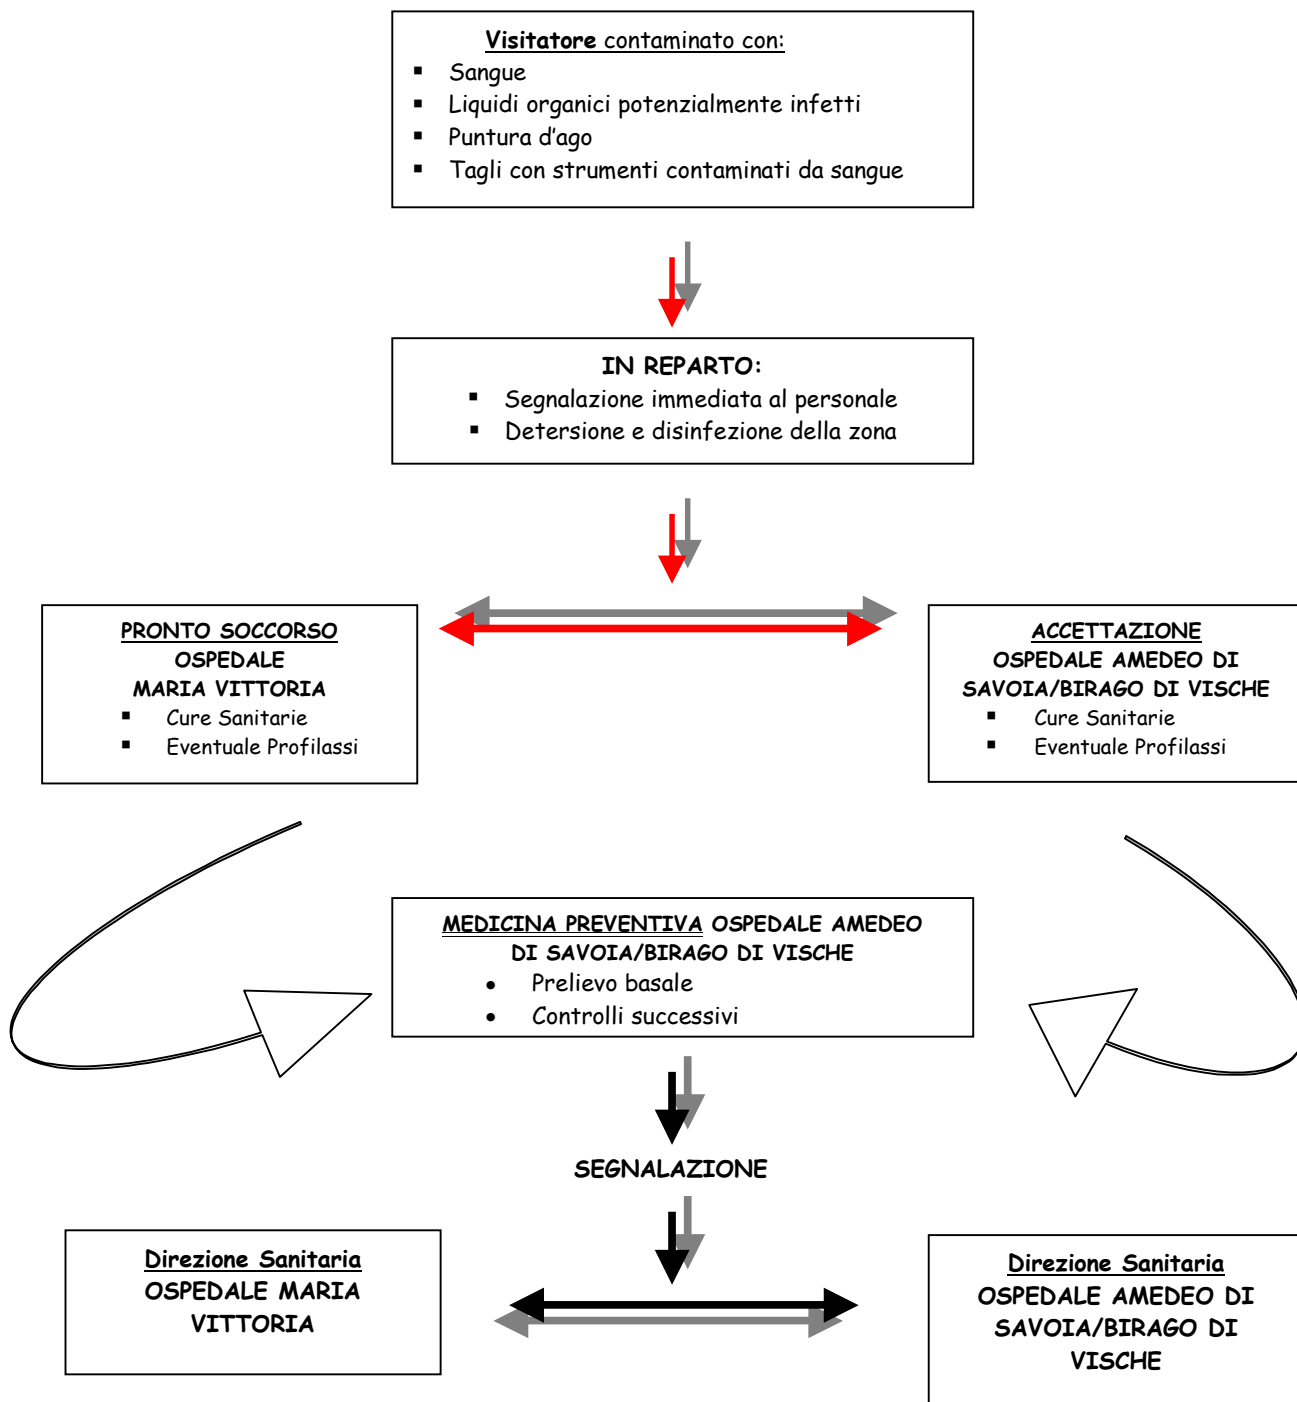 Visitatore contaminato con:
▪ Sangue
▪ Liquidi organici potenzialmente infetti
▪ Puntura d'ago
▪ Tagli con strumenti contaminati da sangue
IN REPARTO:
▪ Segnalazione immediata al personale
▪ Detersione e disinfezione della zona
PRONTO SOCCORSO
OSPEDALE
MARIA VITTORIA
▪ Cure Sanitarie
▪ Eventuale Profilassi
ACCETTAZIONE
OSPEDALE AMEDEO DI
SAVOIA/BIRAGO DI VISCHE
▪ Cure Sanitarie
▪ Eventuale Profilassi
MEDICINA PREVENTIVA OSPEDALE AMEDEO
DI SAVOIA/BIRAGO DI VISCHE
• Prelievo basale
• Controlli successivi
SEGNALAZIONE
Direzione Sanitaria
OSPEDALE MARIA
VITTORIA
Direzione Sanitaria
OSPEDALE AMEDEO DI
SAVOIA/BIRAGO DI
VISCHE